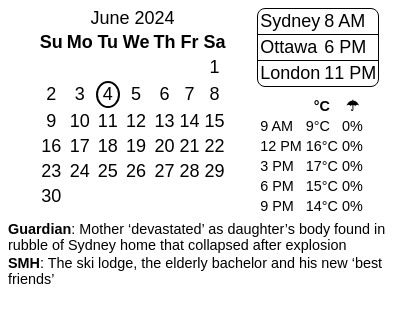 June 2024
Su Mo Tu We Th Fr Sa
1
2 3 4 5 6 7 8
9 10 11 12 13 14 15
16 17 18 19 20 21 22
23 24 25 26 27 28 29
30
Sydney 8 AM
Ottawa 6 PM
London 11 PM
°C ☂
9 AM 9°C 0%
12 PM 16°C 0%
3 PM 17°C 0%
6 PM 15°C 0%
9 PM 14°C 0%
Guardian: Mother ‘devastated’ as daughter’s body found in
rubble of Sydney home that collapsed after explosion
SMH: The ski lodge, the elderly bachelor and his new ‘best
friends’